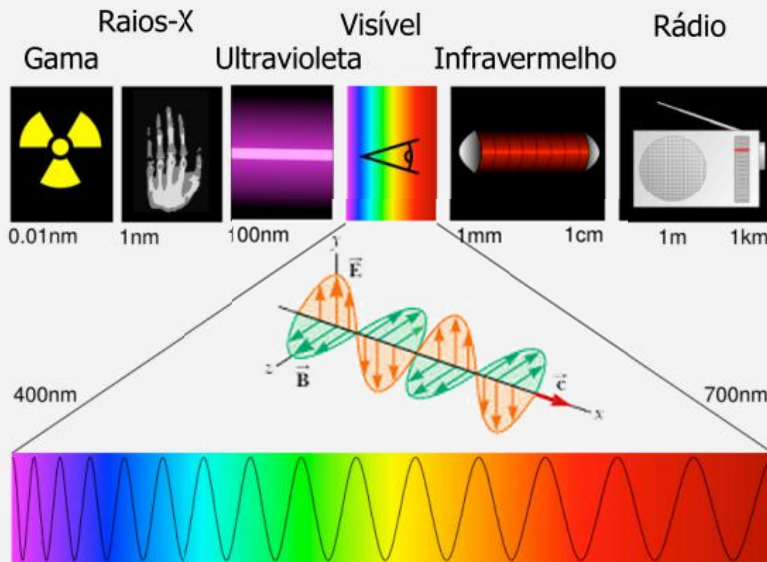 Raios-X Visível Rádio
Gama Ultravioleta Infravermelho
0.01nm 1nm 100nm 1mm 1cm 1m 1km
y
E
z
B
c
x
400nm 700nm